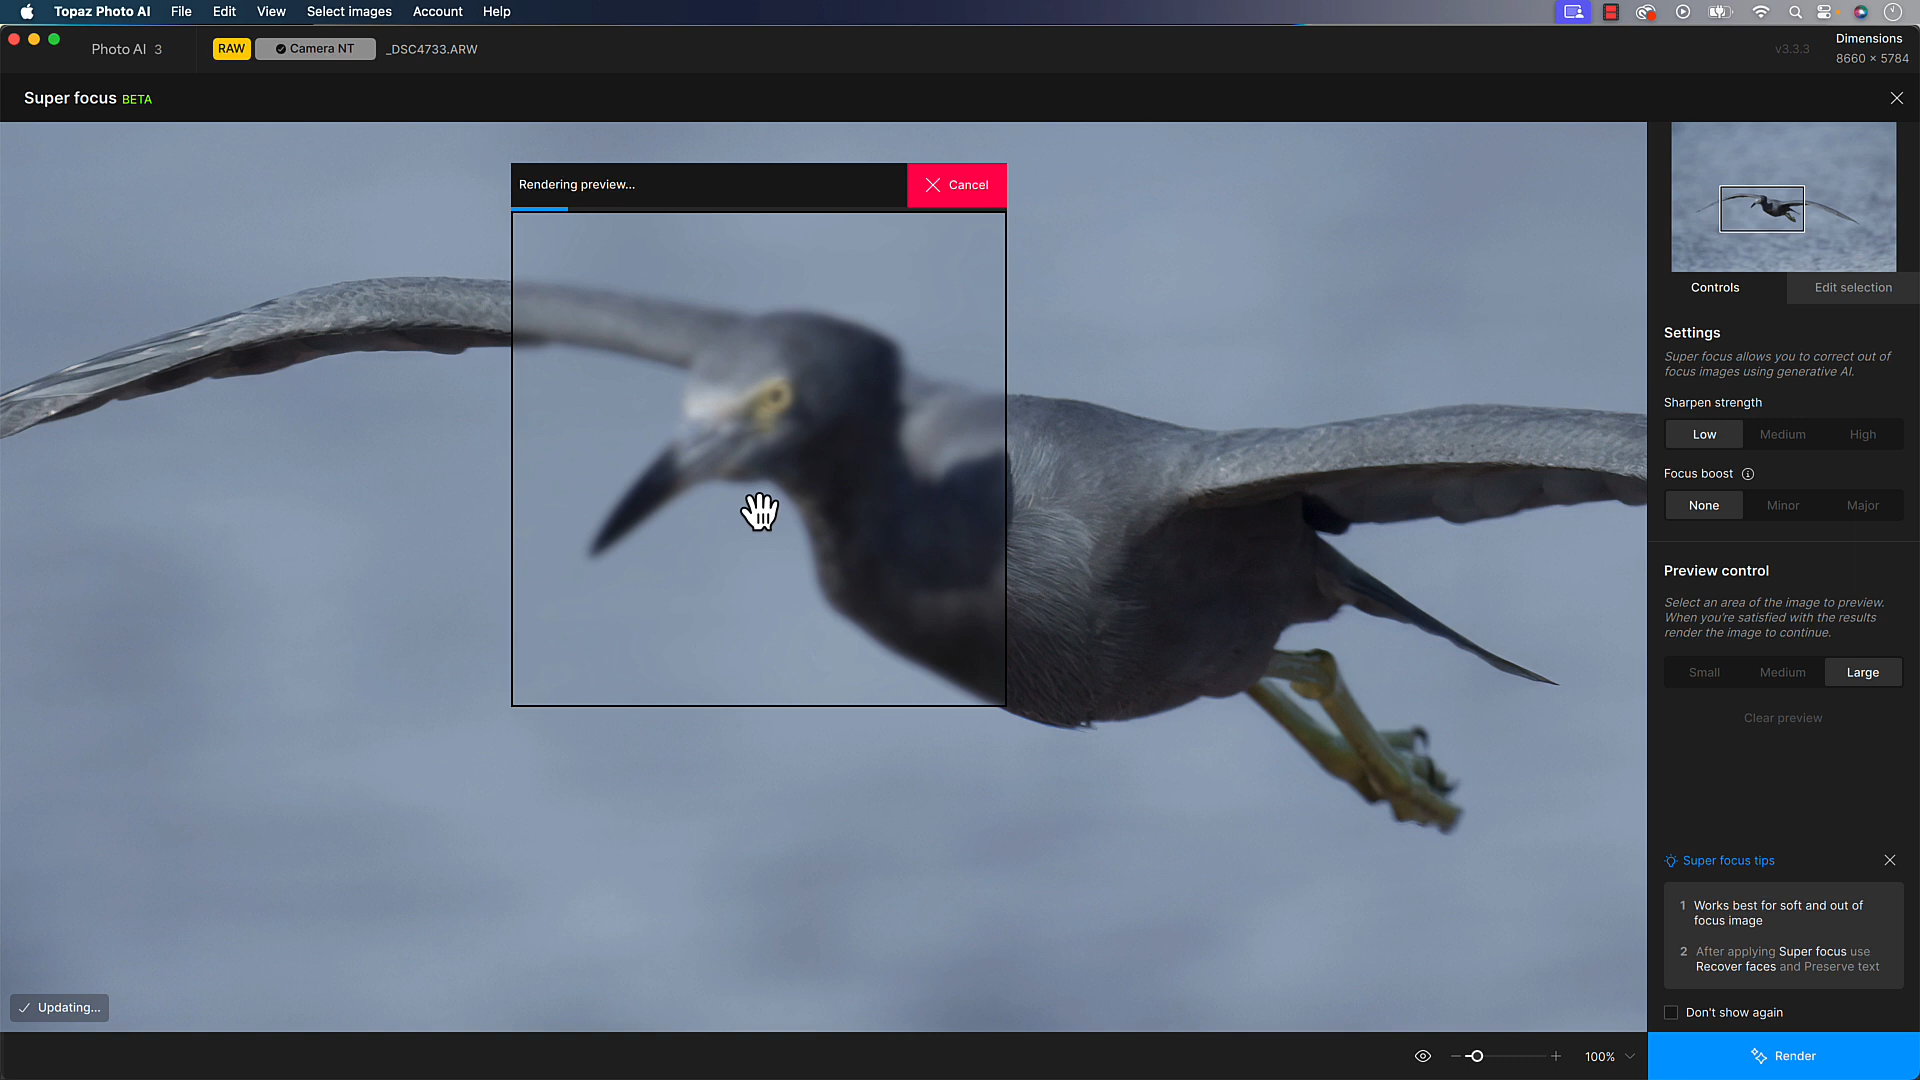 Topaz Photo AI File Edit View Select images Account Help
Photo AI 3 RAW Camera NT _DSC4733.ARW v3.3.3
Dimensions
8660 × 5784
Super focus BETA
Rendering preview...
Cancel
Controls
Edit selection
Settings
Super focus allows you to correct out of
focus images using generative AI.
Sharpen strength
Low Medium High
Focus boost
None Minor Major
Preview control
Select an area of the image to preview.
When you're satisfied with the results
render the image to continue.
Small Medium Large
Clear preview
Super focus tips
1 Works best for soft and out of
focus image
2 After applying Super focus use
Recover faces and Preserve text
Updating...
Don't show again
100%
Render